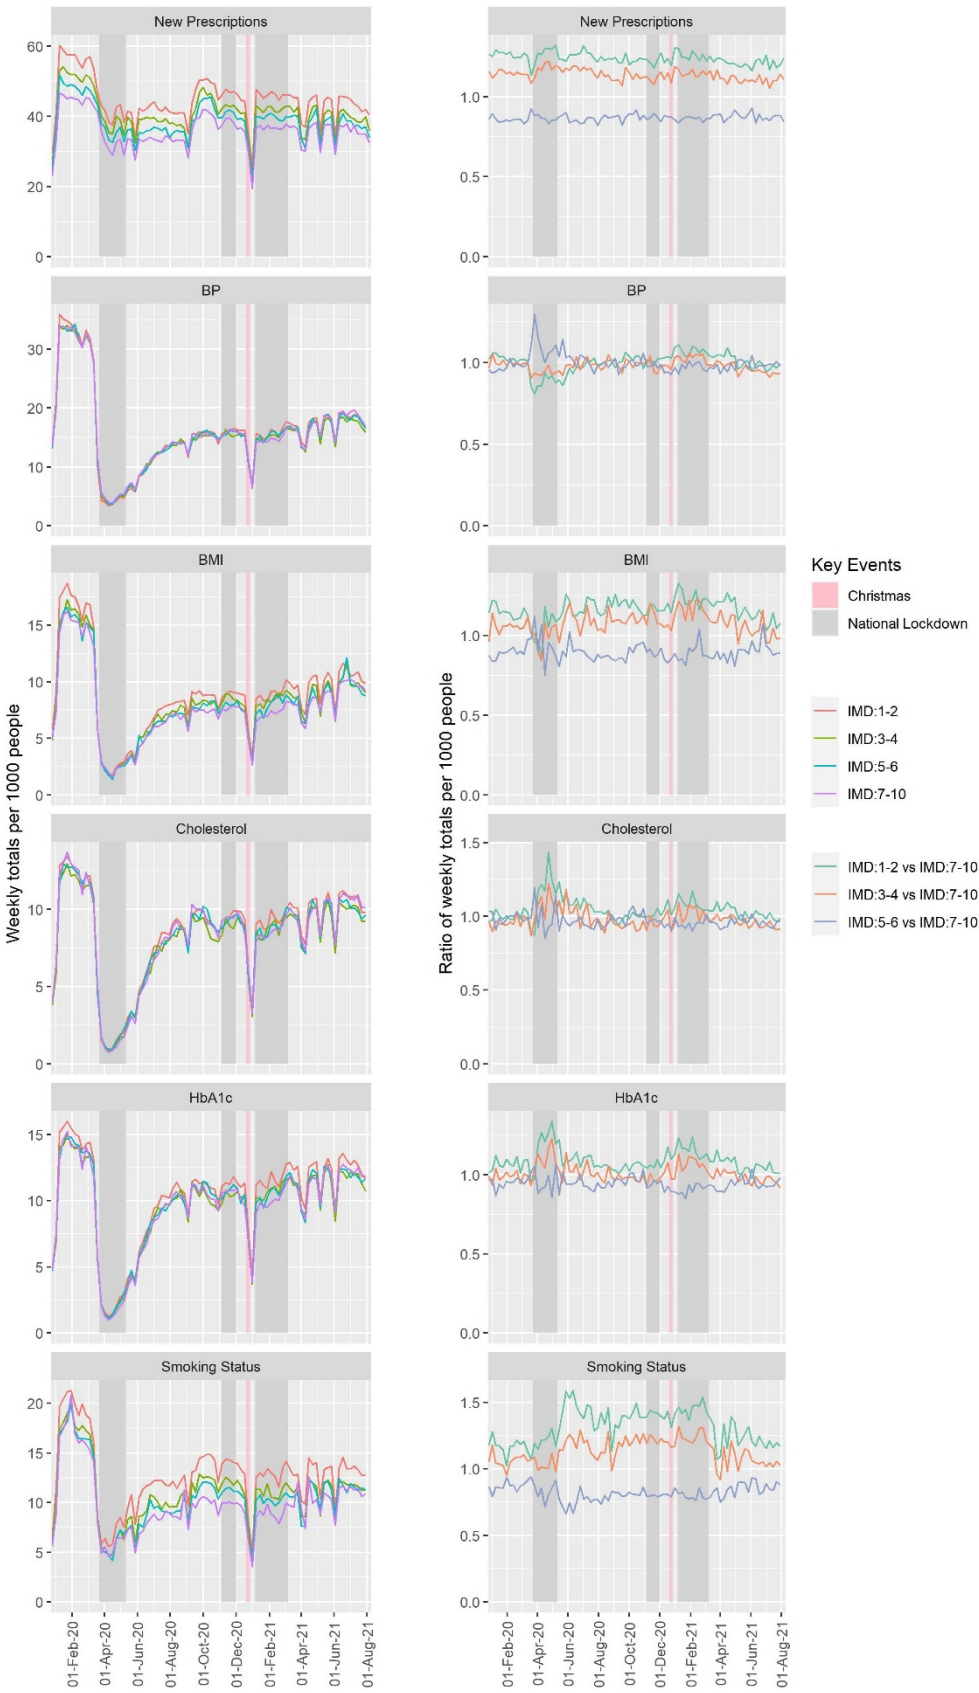 New Prescriptions
60
40
20
0
BP
30
20
10
0
BMI
15
10
5
0
Cholesterol
10
5
0
HbA1c
15
10
5
0
Smoking Status
20
15
10
5
0
Weekly totals per 1000 people
01-Feb-20
01-Apr-20
01-Jun-20
01-Aug-20
01-Oct-20
01-Dec-20
01-Feb-21
01-Apr-21
01-Jun-21
01-Aug-21
New Prescriptions
1.0
0.5
0.0
BP
1.0
0.5
0.0
BMI
1.0
0.5
0.0
Cholesterol
1.5
1.0
0.5
0.0
HbA1c
1.0
0.5
0.0
Smoking Status
1.5
1.0
0.5
0.0
Ratio of weekly totals per 1000 people
01-Feb-20
01-Apr-20
01-Jun-20
01-Aug-20
01-Oct-20
01-Dec-20
01-Feb-21
01-Apr-21
01-Jun-21
01-Aug-21
Key Events
Christmas
National Lockdown
IMD:1-2
IMD:3-4
IMD:5-6
IMD:7-10
IMD:1-2 vs IMD:7-10
IMD:3-4 vs IMD:7-10
IMD:5-6 vs IMD:7-10